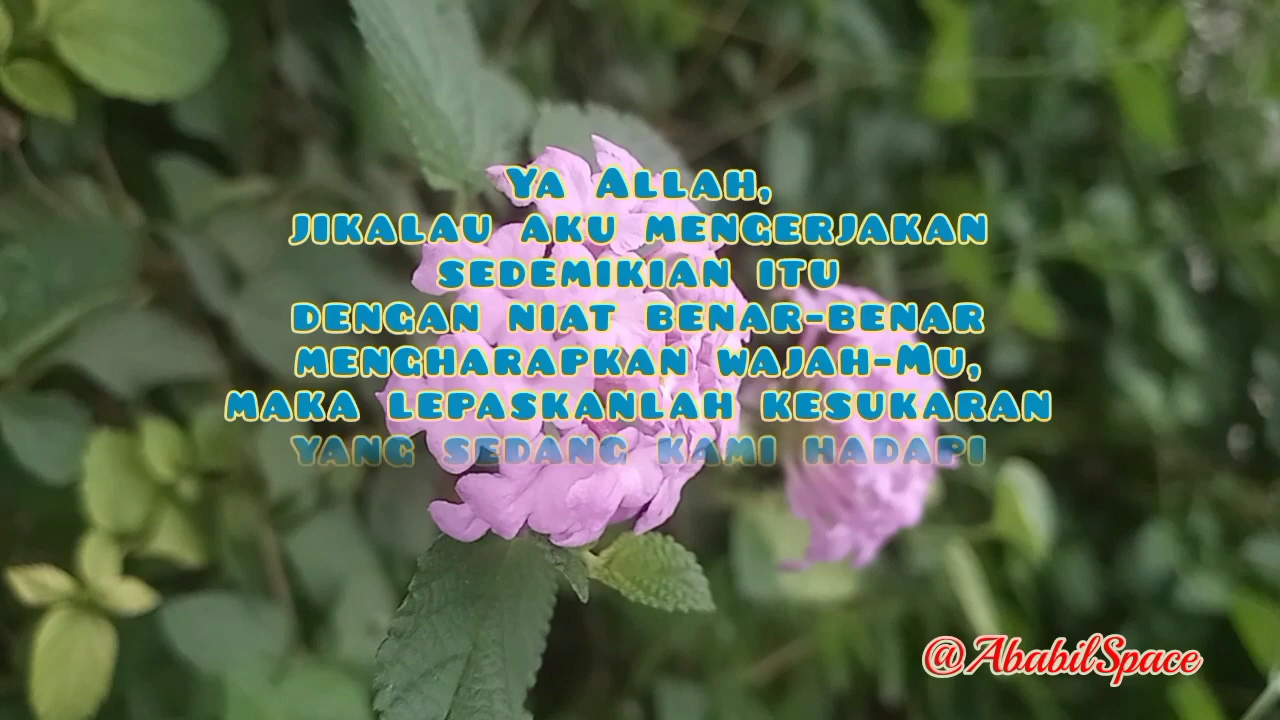 Ya Allah,
jikalau aku mengerjakan
sedemikian itu
dengan niat benar-benar
mengharapkan wajah-Mu,
maka lepaskanlah kesukaran
yang sedang kami hadapi
@AbabilSpace